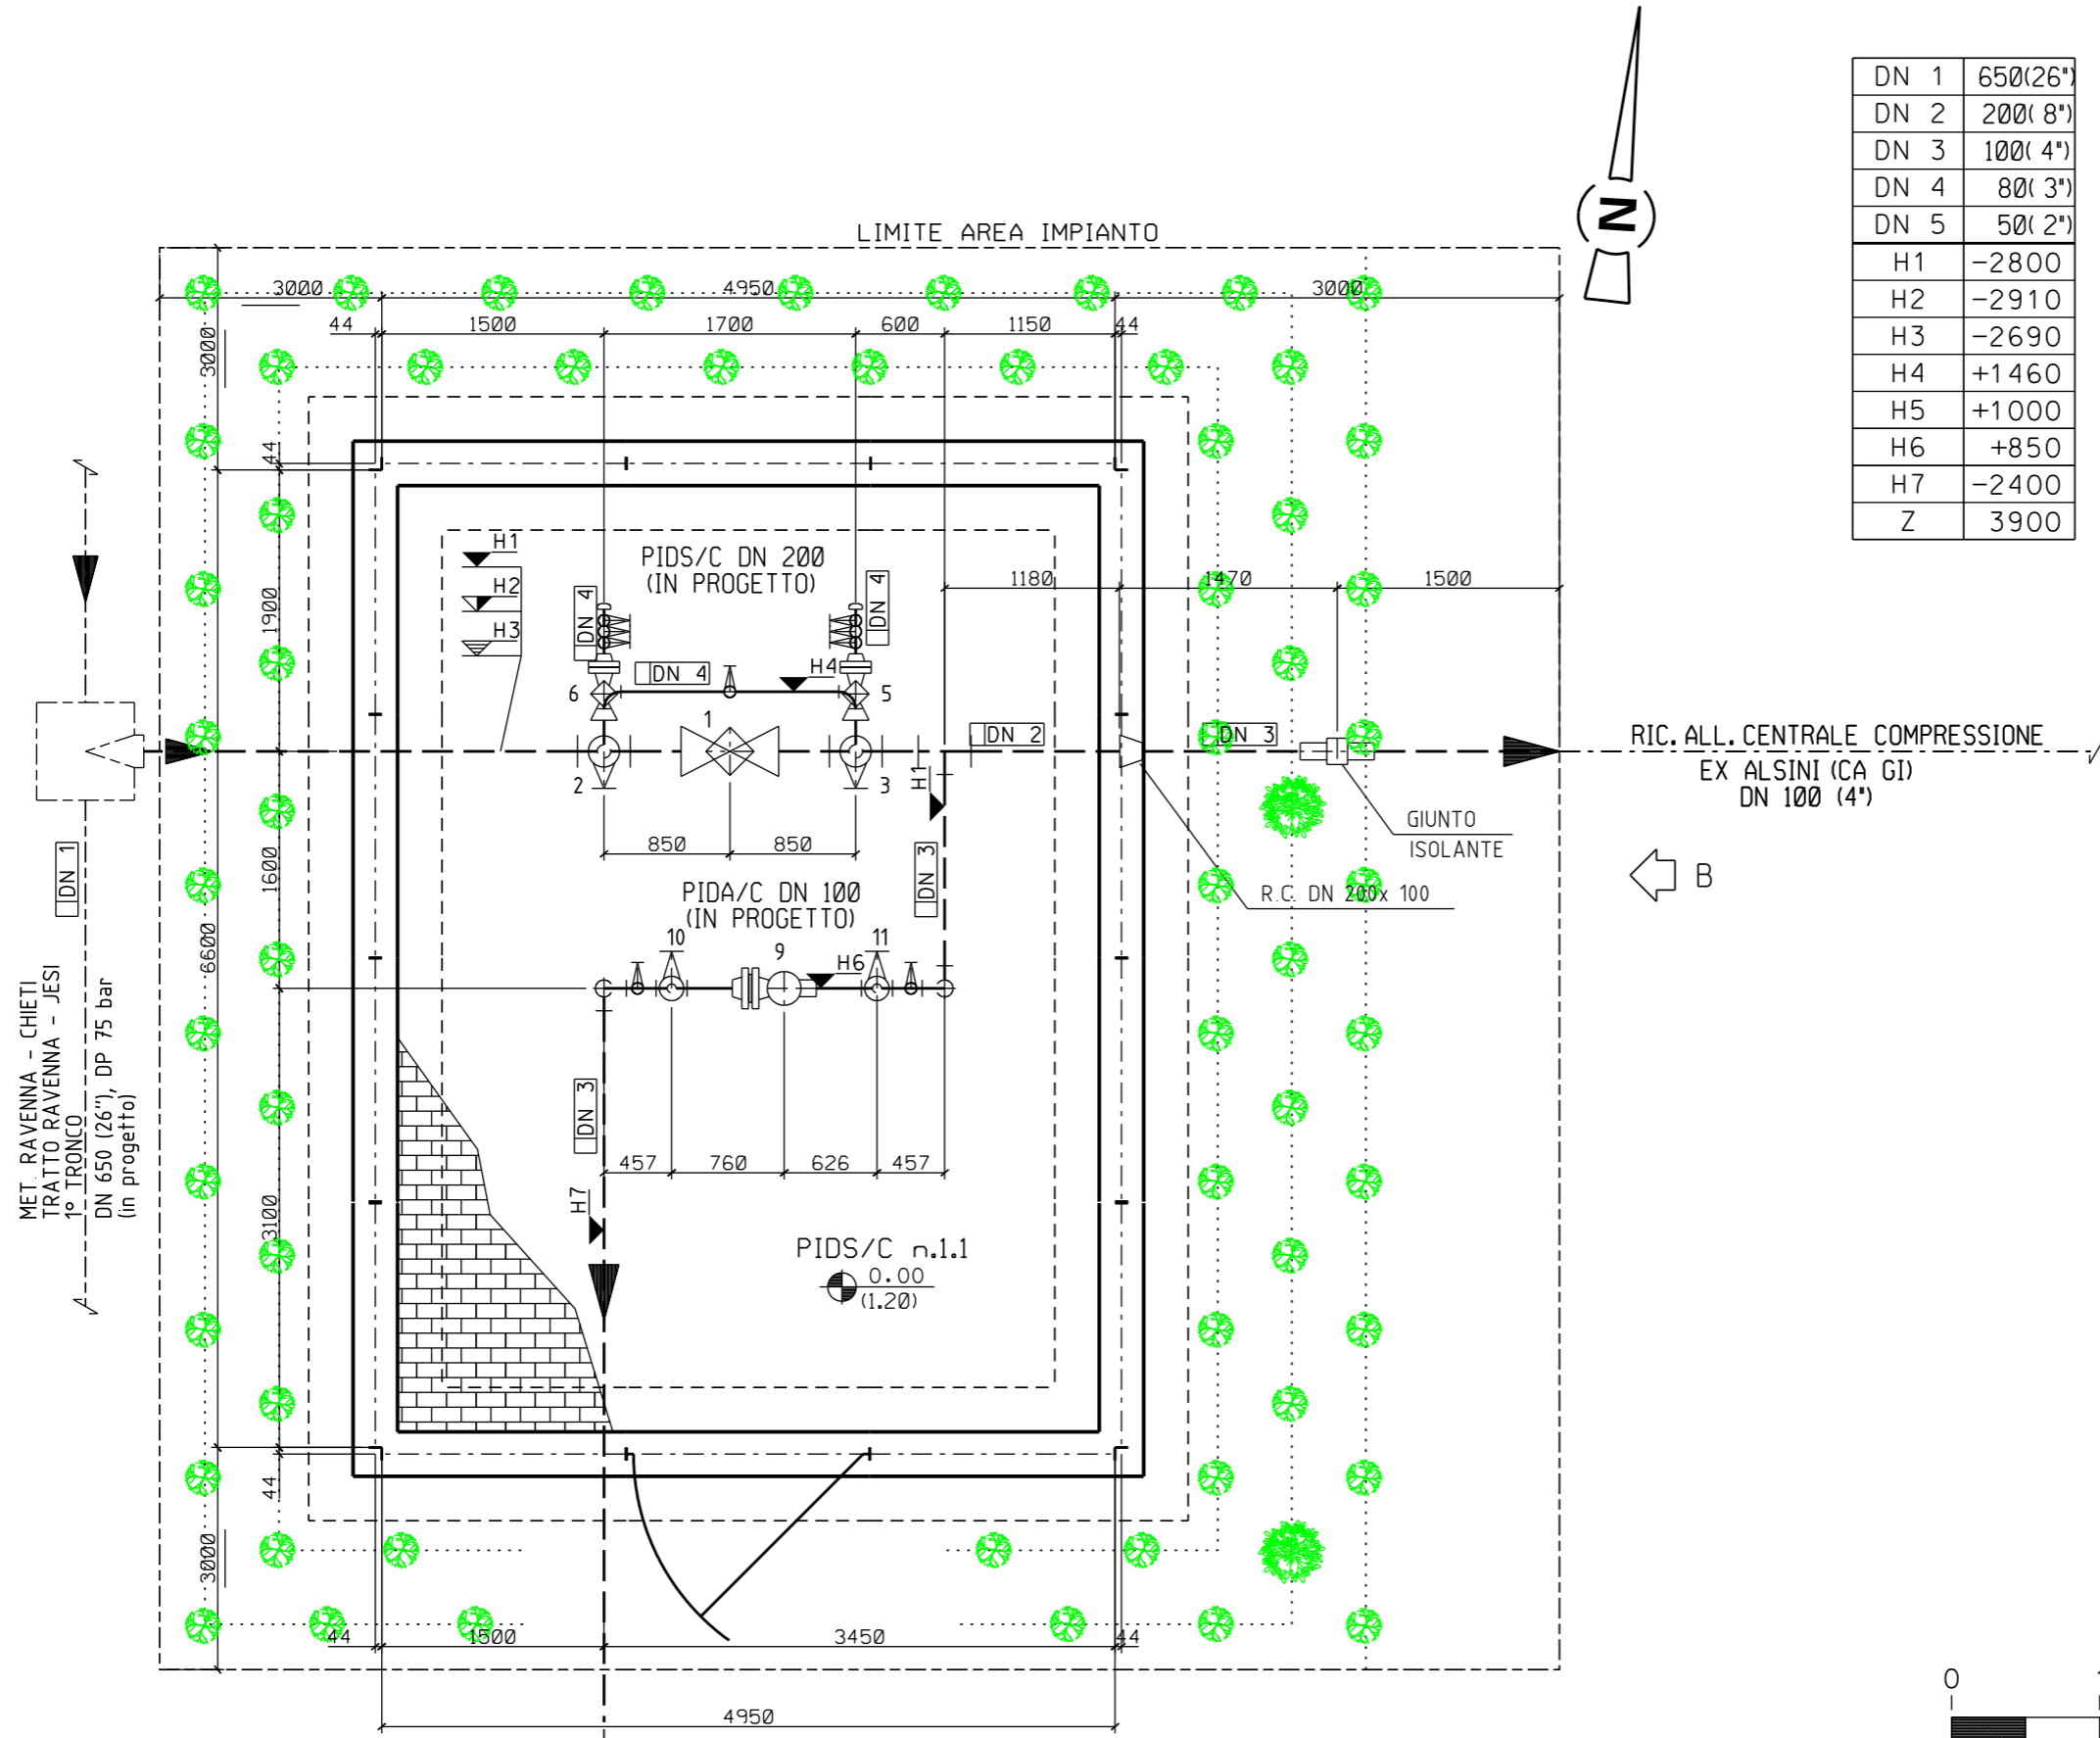 DN 1 650(26")
DN 2 200( 8")
DN 3 100( 4")
DN 4 80( 3")
DN 5 50( 2")
H1 -2800
H2 -2910
H3 -2690
H4 +1460
H5 +1000
H6 +850
H7 -2400
Z 3900
N
LIMITE AREA IMPIANTO
3000 4950 3000
44 1500 1700 600 1150 44
3000
44
1900
1600
6600
3100
44
3000
H1
H2
H3
PIDS/C DN 200
(IN PROGETTO)
DN 4
DN 4
DN 4
H4
6
5
1
2
3
1180 1470 1500
DN 2
DN 3
H1
850 850
DN 3
RIC. ALL. CENTRALE COMPRESSIONE
EX ALSINI (CA GI)
DN 100 (4")
GIUNTO
ISOLANTE
R.C. DN 200x 100
B
PIDA/C DN 100
(IN PROGETTO)
10
9
11
H6
DN 1
MET. RAVENNA - CHIETI
TRATTO RAVENNA - JESI
1° TRONCO
DN 650 (26"), DP 75 bar
(in progetto)
DN 3
457 760 626 457
H7
PIDS/C n.1.1
0.00
(1.20)
44 1500 3450 44
4950
0